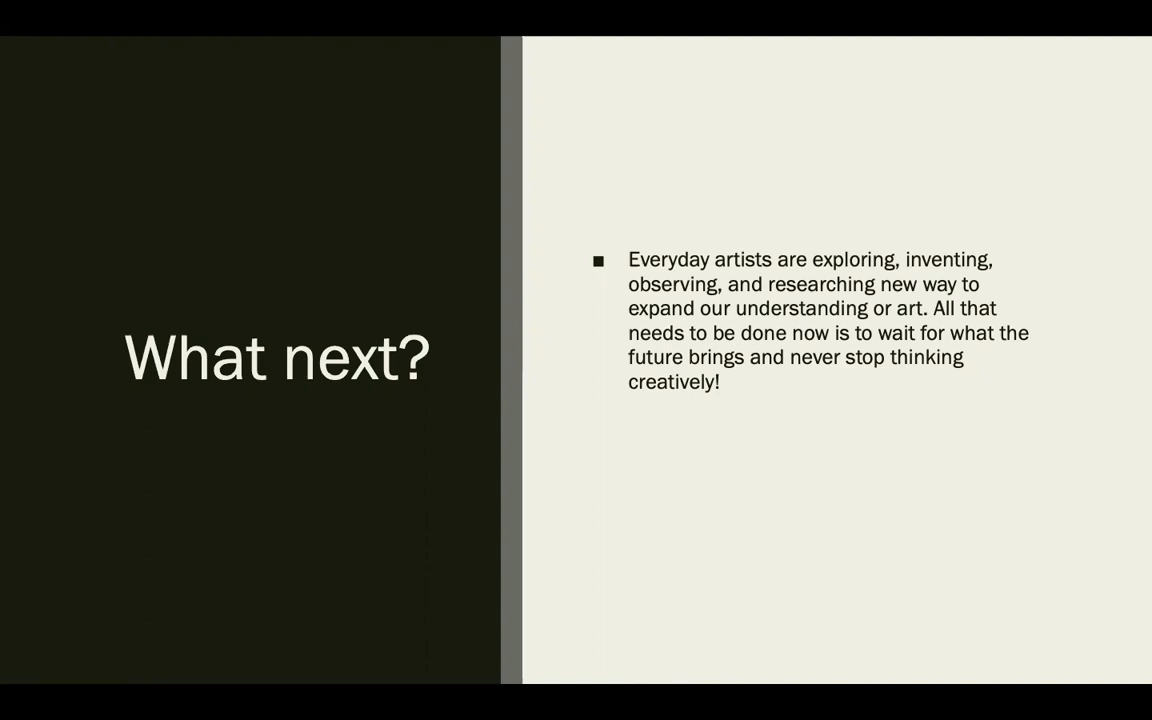 What next?
■ Everyday artists are exploring, inventing,
observing, and researching new way to
expand our understanding or art. All that
needs to be done now is to wait for what the
future brings and never stop thinking
creatively!